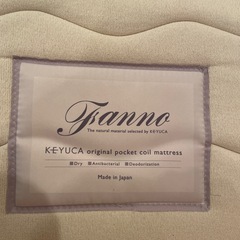 Fanno
The natural material selected by KEYUCA
KEYUCA original pocket coil mattress
Dry Antibacterial Deodorization
Made in Japan